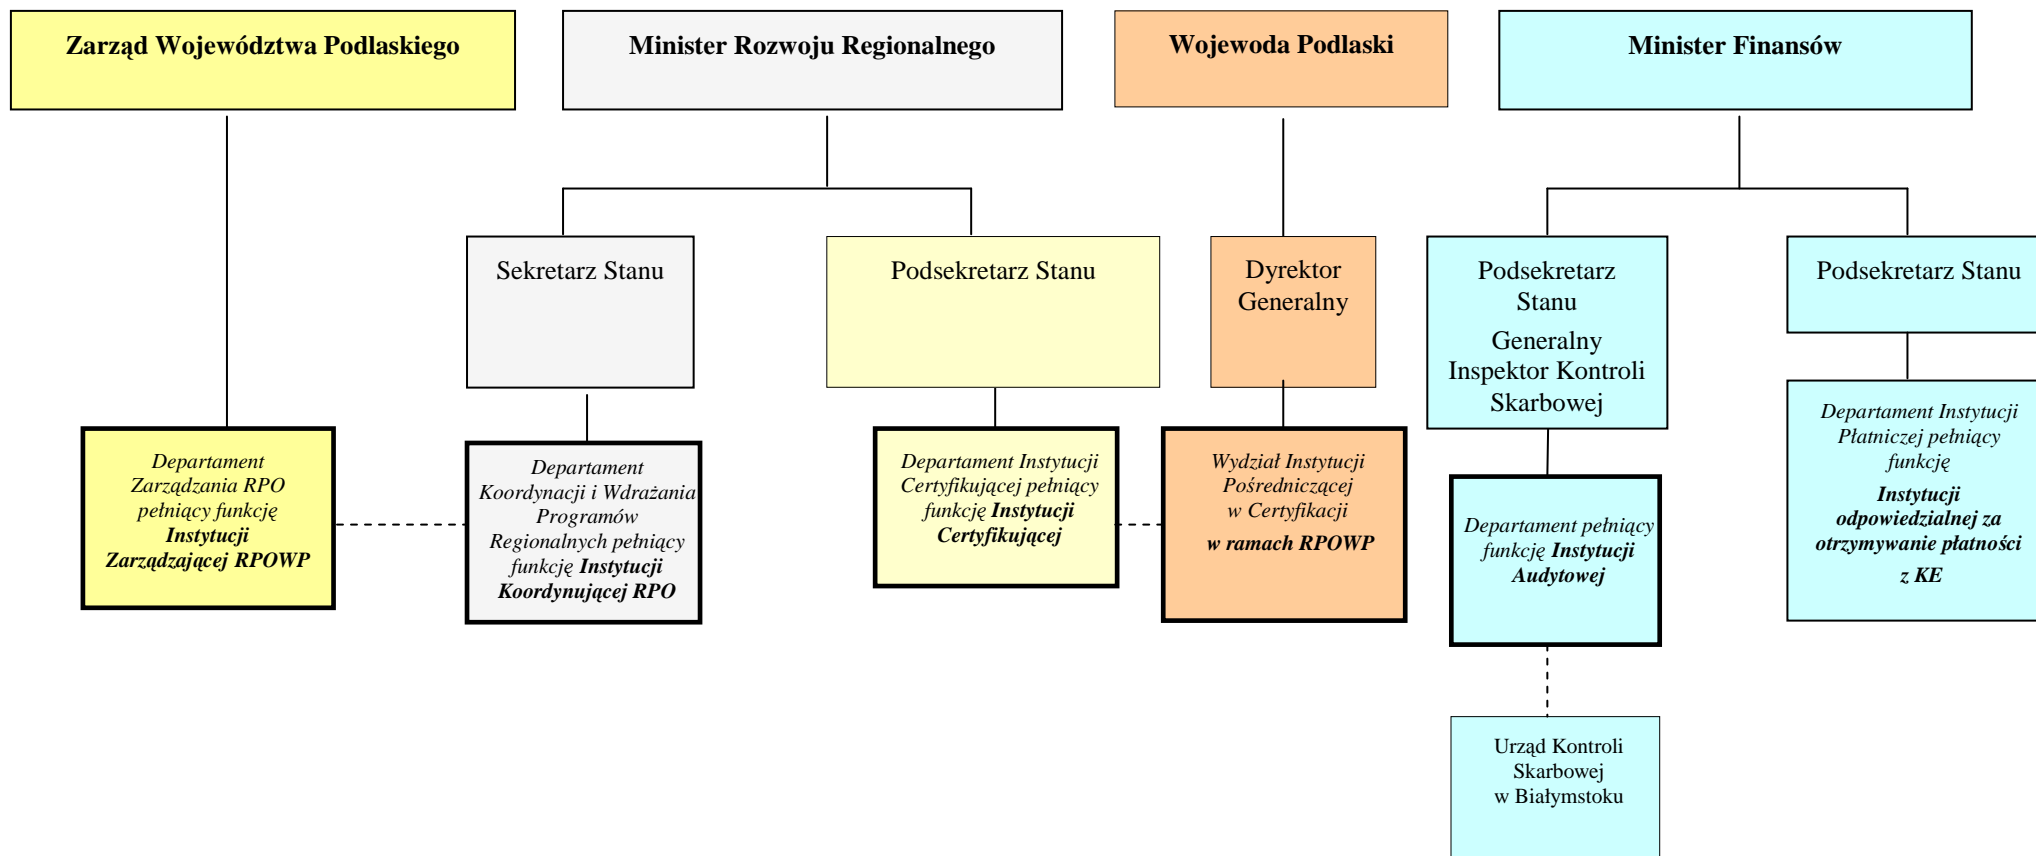 Zarząd Województwa Podlaskiego
Minister Rozwoju Regionalnego
Wojewoda Podlaski
Minister Finansów
Sekretarz Stanu
Podsekretarz Stanu
Dyrektor
Generalny
Podsekretarz
Stanu
Generalny
Inspektor Kontroli
Skarbowej
Podsekretarz Stanu
Departament
Zarządzania RPO
pełniący funkcję
Instytucji
Zarządzającej RPOWP
Departament
Koordynacji i Wdrażania
Programów
Regionalnych pełniący
funkcję Instytucji
Koordynującej RPO
Departament Instytucji
Certyfikującej pełniący
funkcję Instytucji
Certyfikującej
Wydział Instytucji
Pośredniczącej
w Certyfikacji
w ramach RPOWP
Departament pełniący
funkcję Instytucji
Audytowej
Departament Instytucji
Płatniczej pełniący
funkcję
Instytucji
odpowiedzialnej za
otrzymywanie płatności
z KE
Urząd Kontroli
Skarbowej
w Białymstoku